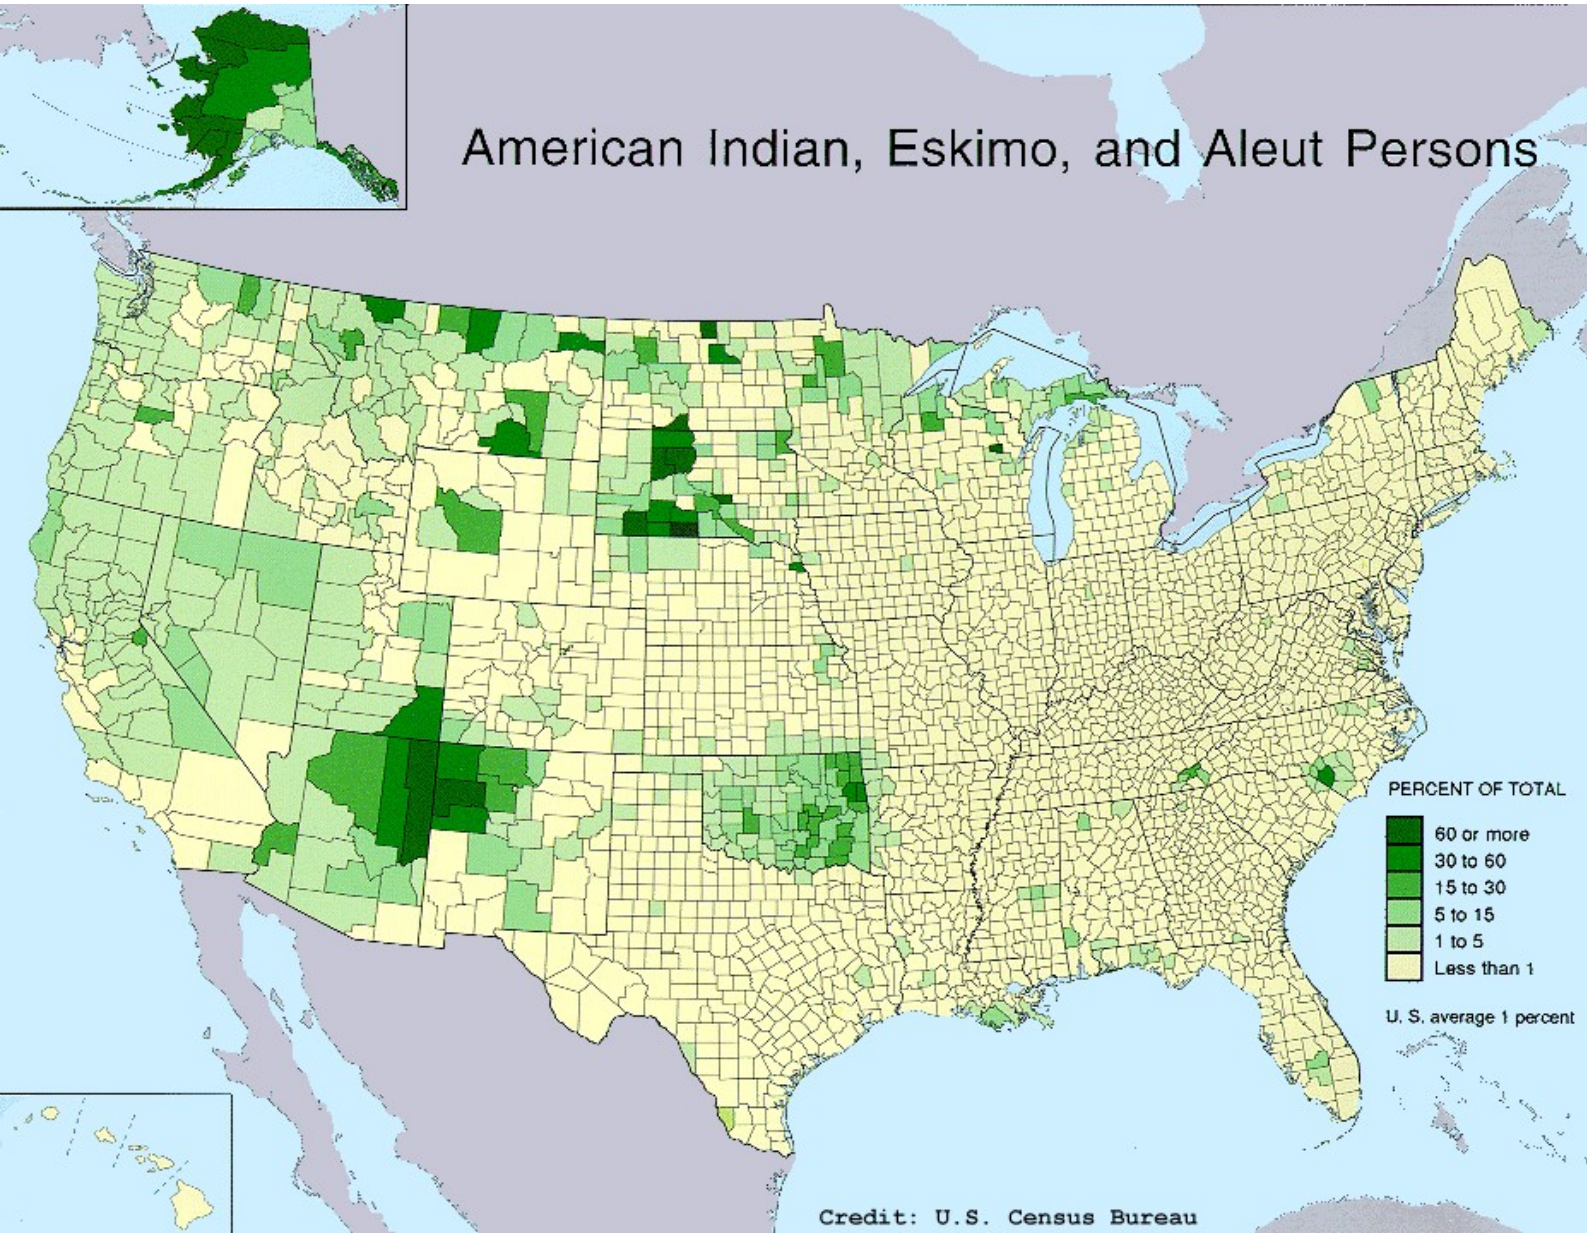 American Indian, Eskimo, and Aleut Persons
PERCENT OF TOTAL
60 or more
30 to 60
15 to 30
5 to 15
1 to 5
Less than 1
U. S. average 1 percent
Credit: U.S. Census Bureau